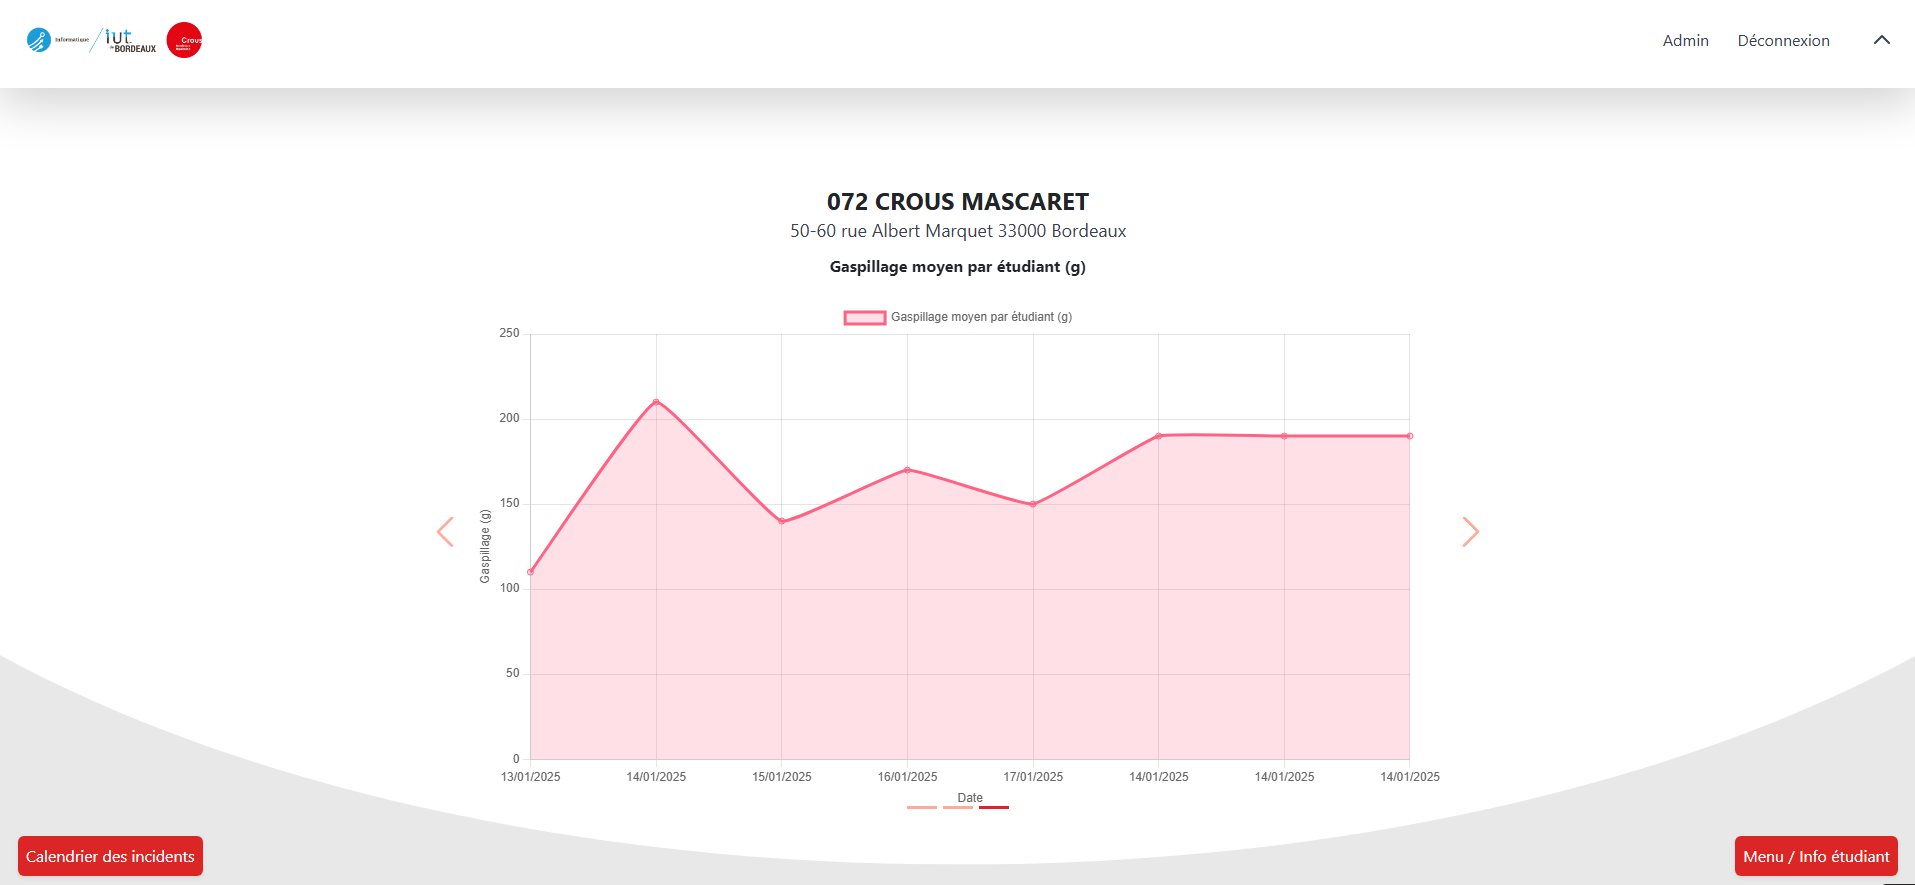 Informatique iut de BORDEAUX Crous Admin Déconnexion
072 CROUS MASCARET
50-60 rue Albert Marquet 33000 Bordeaux
Gaspillage moyen par étudiant (g)
Gaspillage moyen par étudiant (g)
250
200
150
100
50
0
Gaspillage (g)
13/01/2025 14/01/2025 15/01/2025 16/01/2025 17/01/2025 14/01/2025 14/01/2025 14/01/2025
Date
Calendrier des incidents Menu / Info étudiant